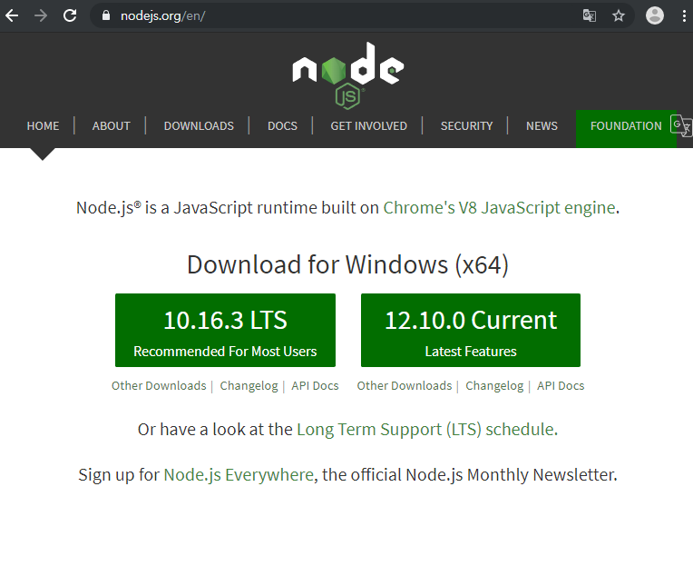 nodejs.org/en/
node
JS
HOME | ABOUT | DOWNLOADS | DOCS | GET INVOLVED | SECURITY | NEWS FOUNDATION
Node.js® is a JavaScript runtime built on Chrome's V8 JavaScript engine.
Download for Windows (x64)
10.16.3 LTS 12.10.0 Current
Recommended For Most Users Latest Features
Other Downloads | Changelog | API Docs Other Downloads | Changelog | API Docs
Or have a look at the Long Term Support (LTS) schedule.
Sign up for Node.js Everywhere, the official Node.js Monthly Newsletter.